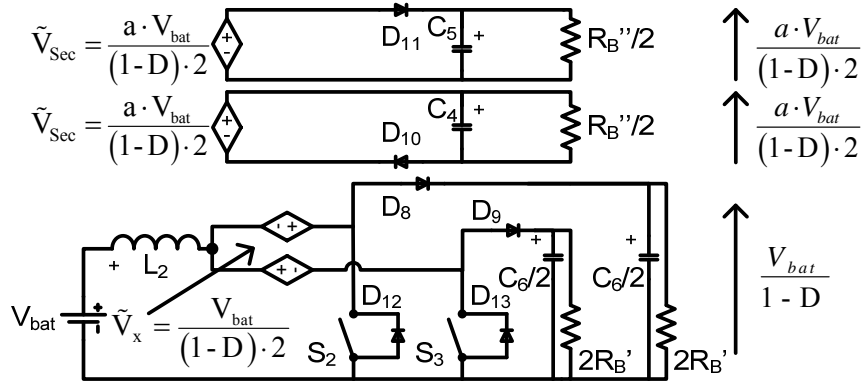 Ṽ_Sec = a · V_bat / (1-D) · 2
D₁₁
C₅
+
R_B''/2
a · V_bat / (1 - D) · 2
Ṽ_Sec = a · V_bat / (1-D) · 2
D₁₀
C₄
+
R_B''/2
a · V_bat / (1 - D) · 2
D₈
D₉
- +
+ -
+ L₂
+
C₆/2
+
C₆/2
V_bat / 1 - D
V_bat
+
-
Ṽ_x = V_bat / (1 - D) · 2
D₁₂
D₁₃
S₂
S₃
2R_B'
2R_B'